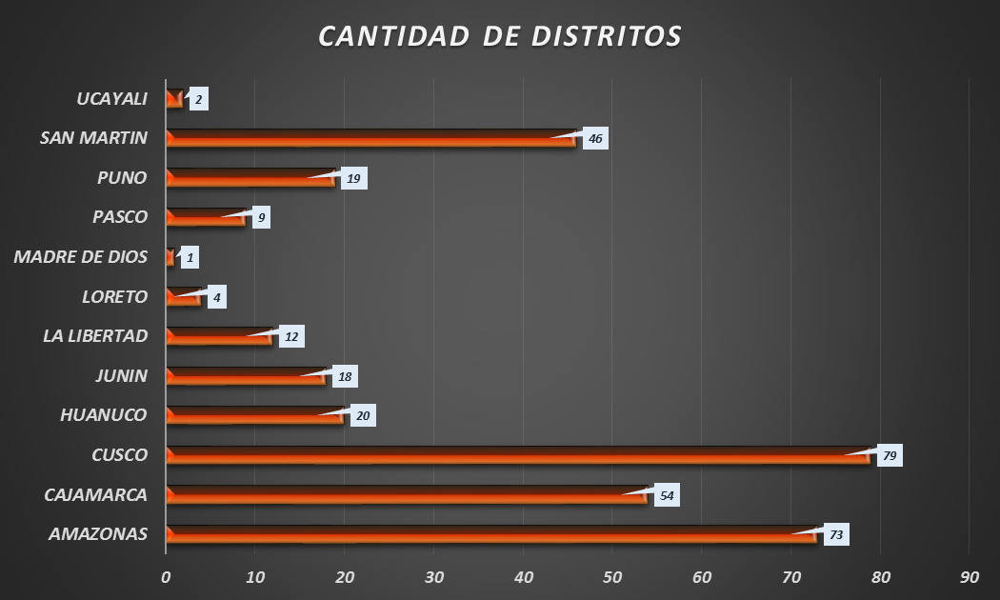 CANTIDAD DE DISTRITOS
UCAYALI 2
SAN MARTIN 46
PUNO 19
PASCO 9
MADRE DE DIOS 1
LORETO 4
LA LIBERTAD 12
JUNIN 18
HUANUCO 20
CUSCO 79
CAJAMARCA 54
AMAZONAS 73
0 10 20 30 40 50 60 70 80 90